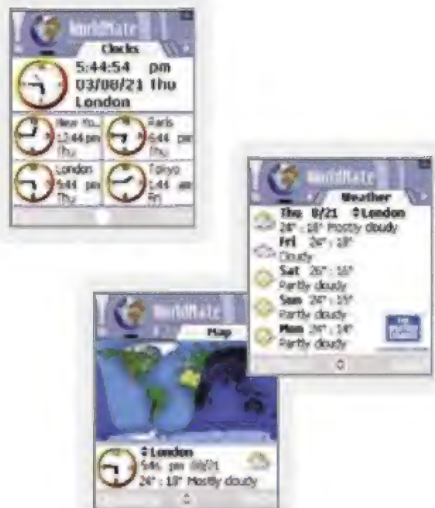 WorldMate
Clocks
5:44:54 pm
03/08/21 Thu
London
New Yo..
12:44 pm
Thu
Paris
6:44 pm
Thu
London
5:44 pm
Thu
Tokyo
1:44 am
Fri
WorldMate
Weather
Thu 8/21 London
24° : 18° Mostly cloudy
Fri 24° : 18°
Cloudy
Sat 26° : 16°
Partly cloudy
Sun 24° : 15°
Partly cloudy
Mon 24° : 14°
Partly cloudy
WorldMate
Map
London
5:46 pm 08/21
24° : 18° Mostly cloudy